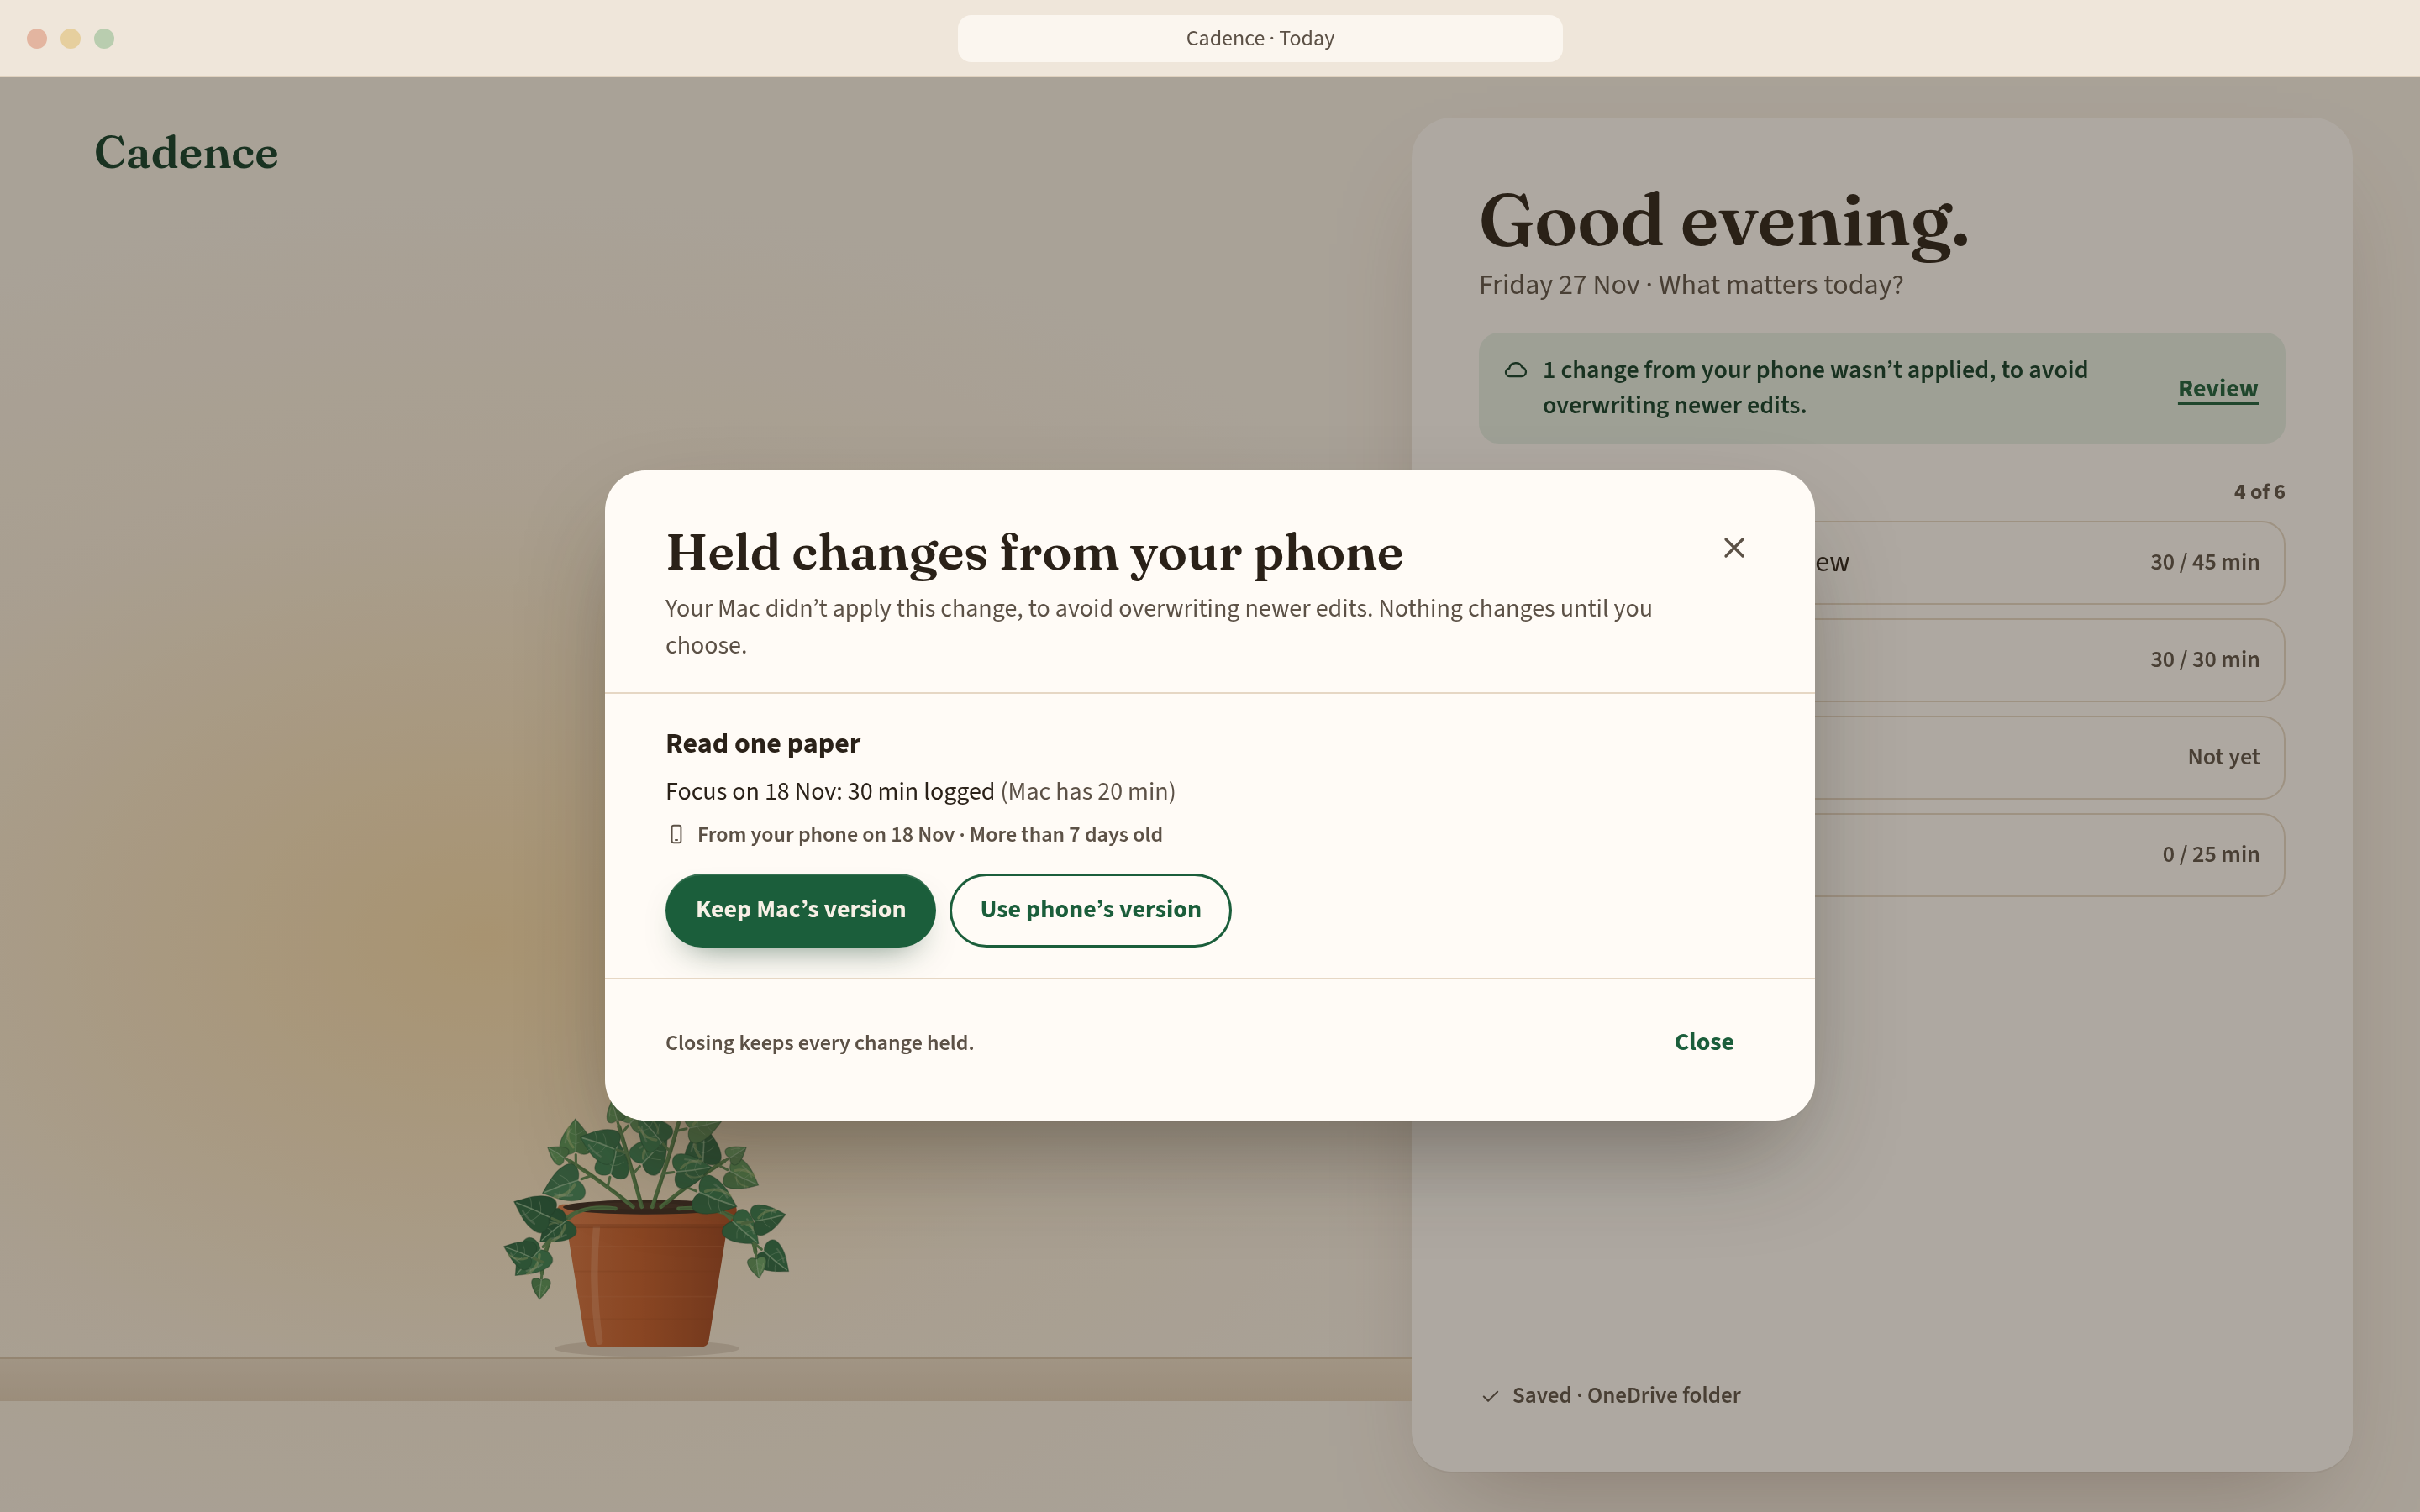 Cadence · Today
Cadence
Good evening.
Friday 27 Nov · What matters today?
1 change from your phone wasn’t applied, to avoid
overwriting newer edits.
Review
4 of 6
Held changes from your phone
Your Mac didn’t apply this change, to avoid overwriting newer edits. Nothing changes until you
choose.
ew
30 / 45 min
30 / 30 min
Read one paper
Not yet
Focus on 18 Nov: 30 min logged (Mac has 20 min)
From your phone on 18 Nov · More than 7 days old
0 / 25 min
Keep Mac’s version
Use phone’s version
Closing keeps every change held.
Close
Saved · OneDrive folder